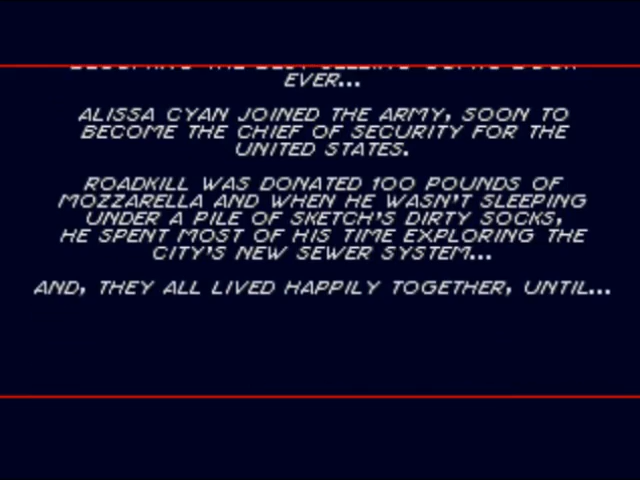 EVER...
ALISSA CYAN JOINED THE ARMY, SOON TO
BECOME THE CHIEF OF SECURITY FOR THE
UNITED STATES.
ROADKILL WAS DONATED 100 POUNDS OF
MOZZARELLA AND WHEN HE WASN'T SLEEPING
UNDER A PILE OF SKETCH'S DIRTY SOCKS,
HE SPENT MOST OF HIS TIME EXPLORING THE
CITY'S NEW SEWER SYSTEM...
AND, THEY ALL LIVED HAPPILY TOGETHER, UNTIL...